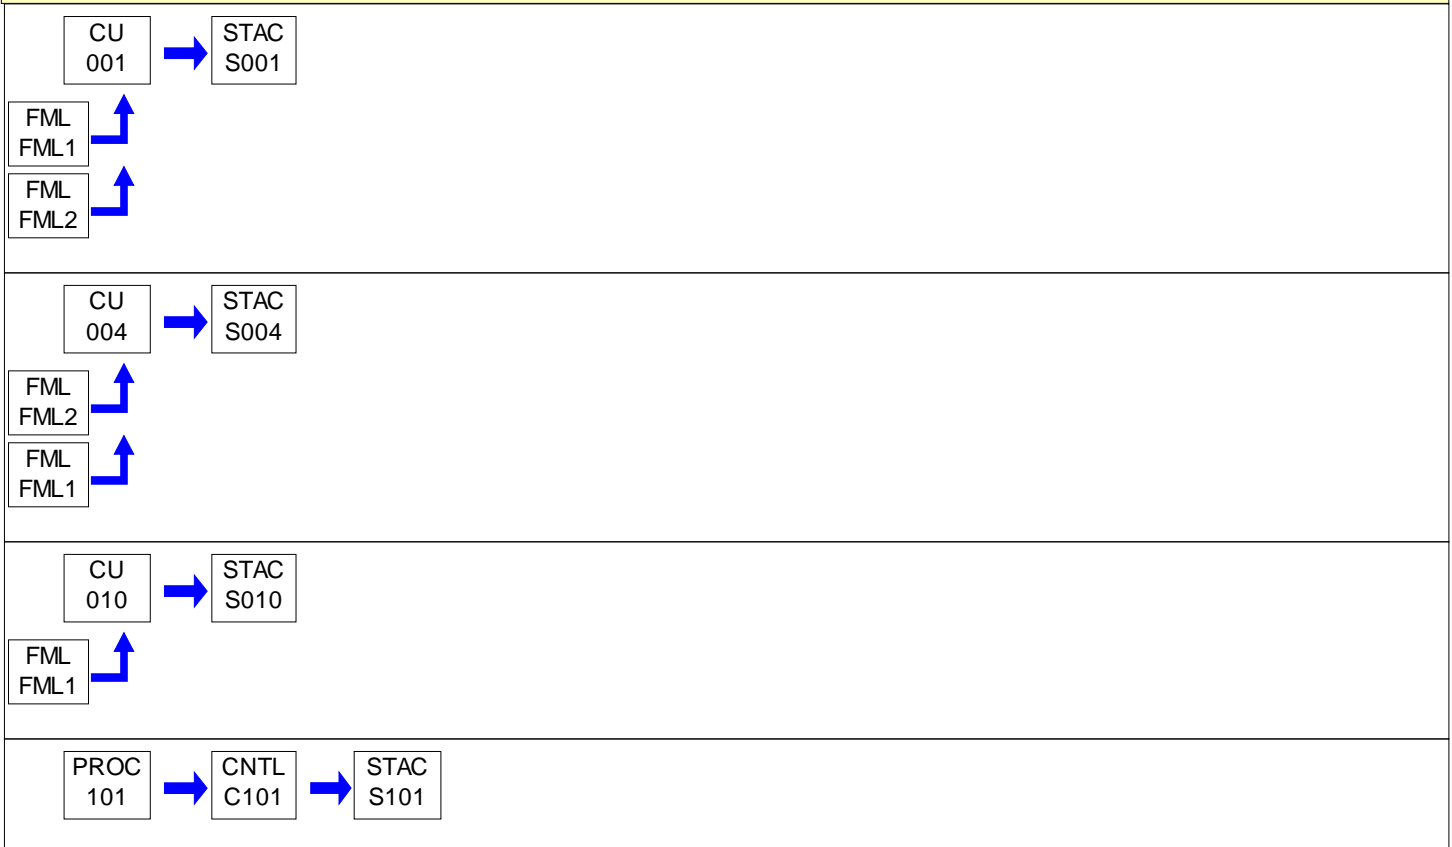 CU
001
STAC
S001
FML
FML1
FML
FML2
CU
004
STAC
S004
FML
FML2
FML
FML1
CU
010
STAC
S010
FML
FML1
PROC
101
CNTL
C101
STAC
S101